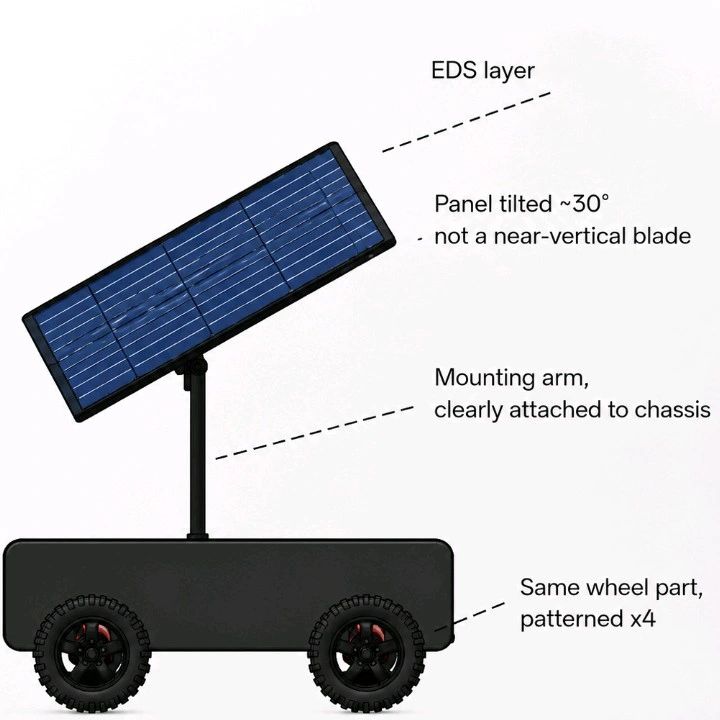 EDS layer
Panel tilted ~30°
not a near-vertical blade
Mounting arm,
clearly attached to chassis
Same wheel part,
patterned x4